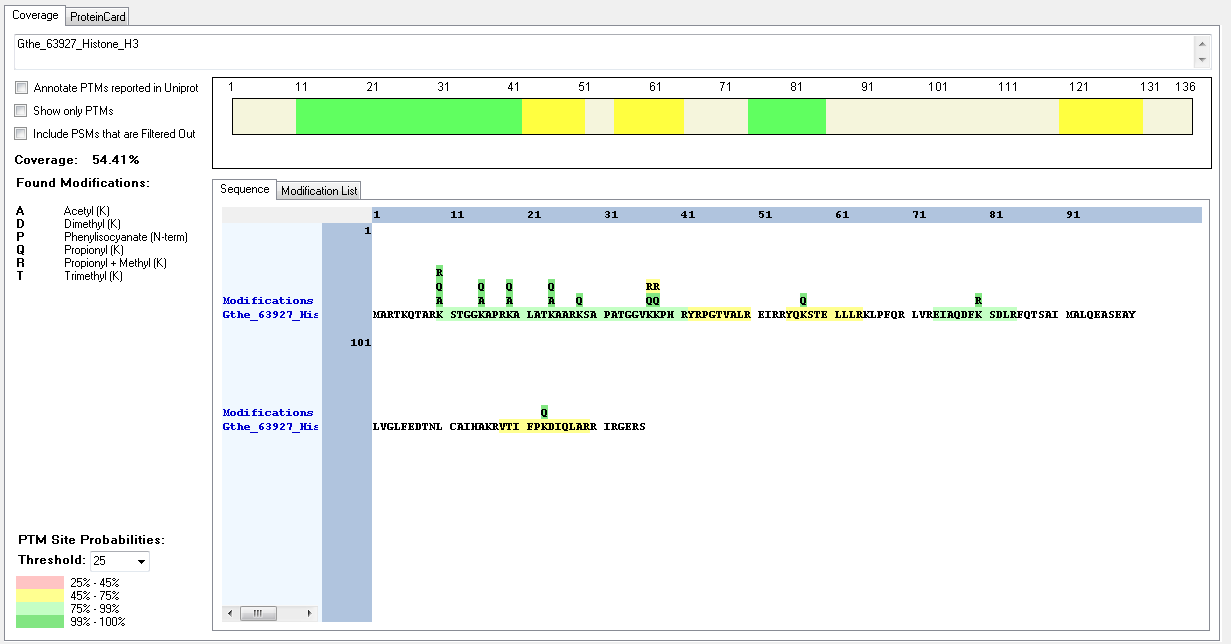 Coverage ProteinCard
Gthe_63927_Histone_H3
Annotate PTMs reported in Uniprot
Show only PTMs
Include PSMs that are Filtered Out
Coverage: 54.41%
Found Modifications:
A Acetyl (K)
D Dimethyl (K)
P Phenylisocyanate (N-term)
Q Propionyl (K)
R Propionyl + Methyl (K)
T Trimethyl (K)
1 11 21 31 41 51 61 71 81 91 101 111 121 131 136
Sequence Modification List
1 11 21 31 41 51 61 71 81 91
1
R
Q Q Q Q RR
A A A A Q QQ Q R
Modifications
Gthe_63927_His MARTKQTARK STGGKAPRKA LATKAARKSA PATGGVKKPH RYRPGTVALR EIRRYQKSTE LLLRKLPFQR LVREIAQDFK SDLRFQTSAI MALQEASEAY
101
Q
Modifications
Gthe_63927_His LVGLFEDTNL CAIHAKRVTI FPKDIQLARR IRGERS
PTM Site Probabilities:
Threshold: 25
25% - 45%
45% - 75%
75% - 99%
99% - 100%